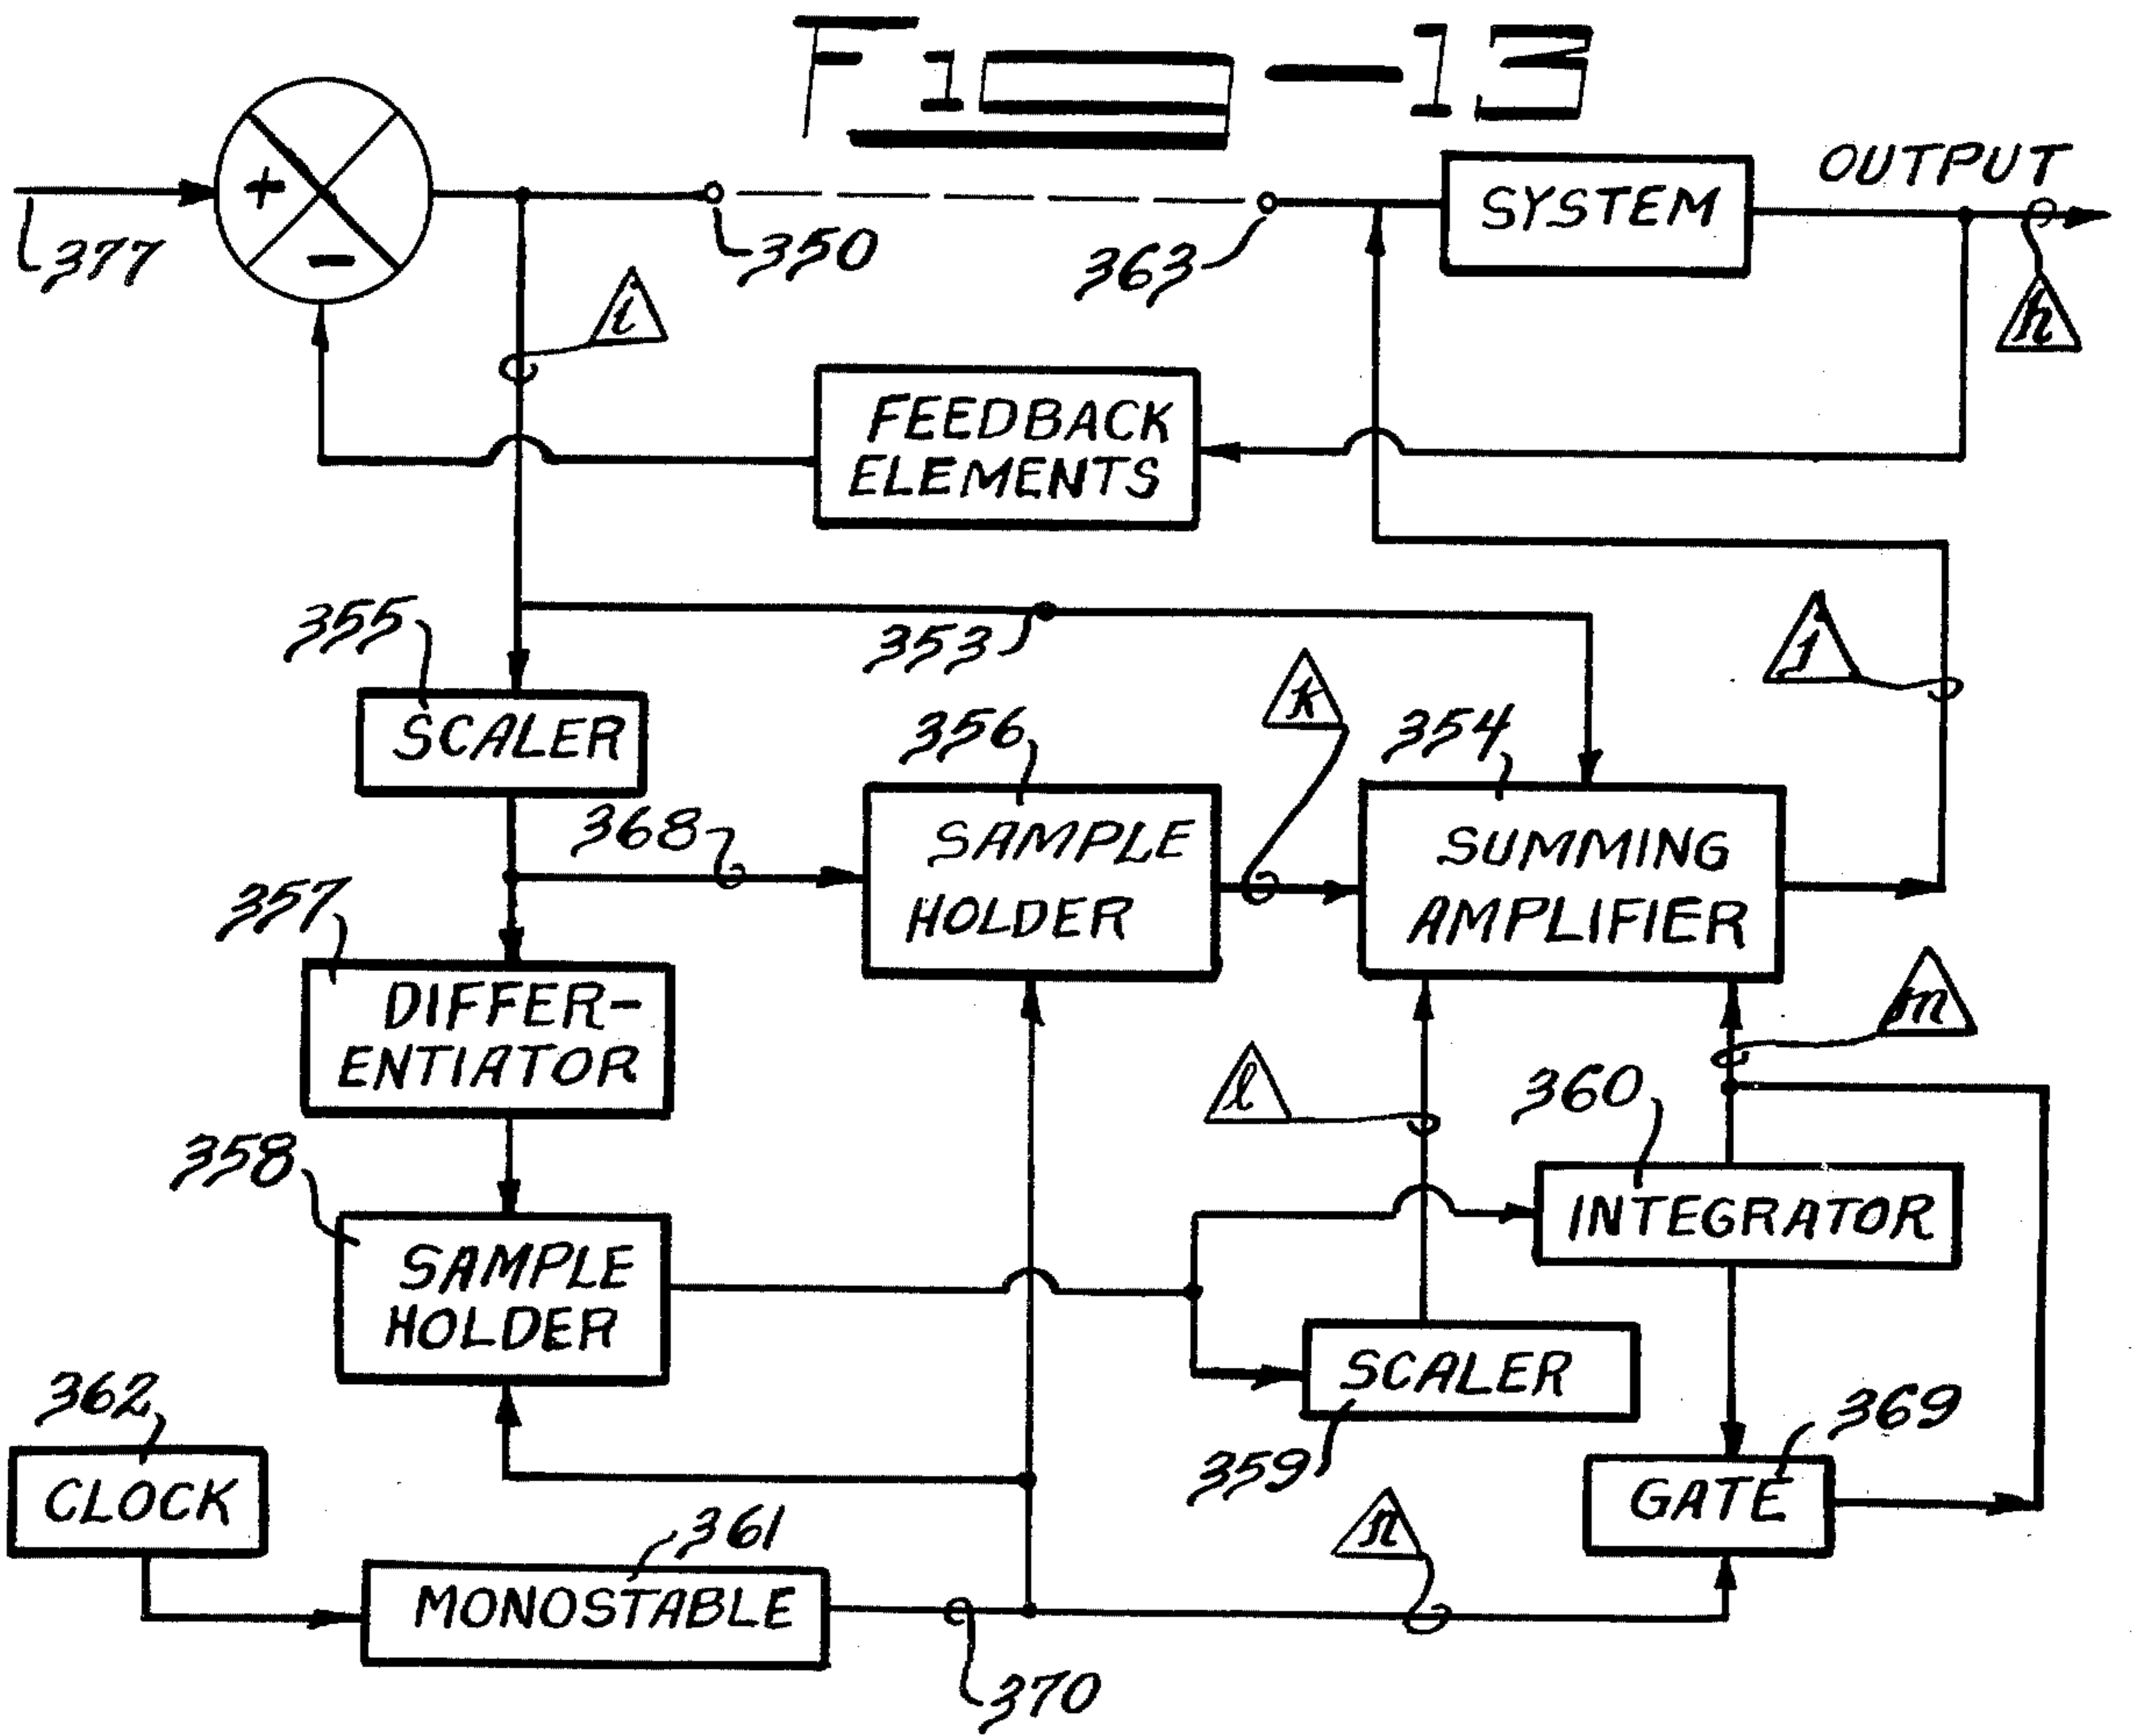 FIG-13
OUTPUT
+
SYSTEM
377
-
350
363
i
h
FEEDBACK
ELEMENTS
355
353
j
k
SCALER
356
354
368
SAMPLE
HOLDER
SUMMING
AMPLIFIER
357
DIFFER-
ENTIATOR
m
l
360
358
INTEGRATOR
SAMPLE
HOLDER
SCALER
362
369
359
CLOCK
GATE
361
n
MONOSTABLE
370